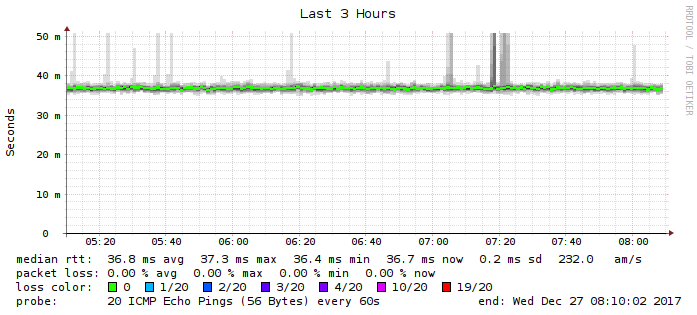 Last 3 Hours
RRDTOOL / TOBI OETIKER
Seconds
50 m
40 m
30 m
20 m
10 m
0
05:20 05:40 06:00 06:20 06:40 07:00 07:20 07:40 08:00
median rtt: 36.8 ms avg 37.3 ms max 36.4 ms min 36.7 ms now 0.2 ms sd 232.0 am/s
packet loss: 0.00 % avg 0.00 % max 0.00 % min 0.00 % now
loss color: 0 1/20 2/20 3/20 4/20 10/20 19/20
probe: 20 ICMP Echo Pings (56 Bytes) every 60s end: Wed Dec 27 08:10:02 2017